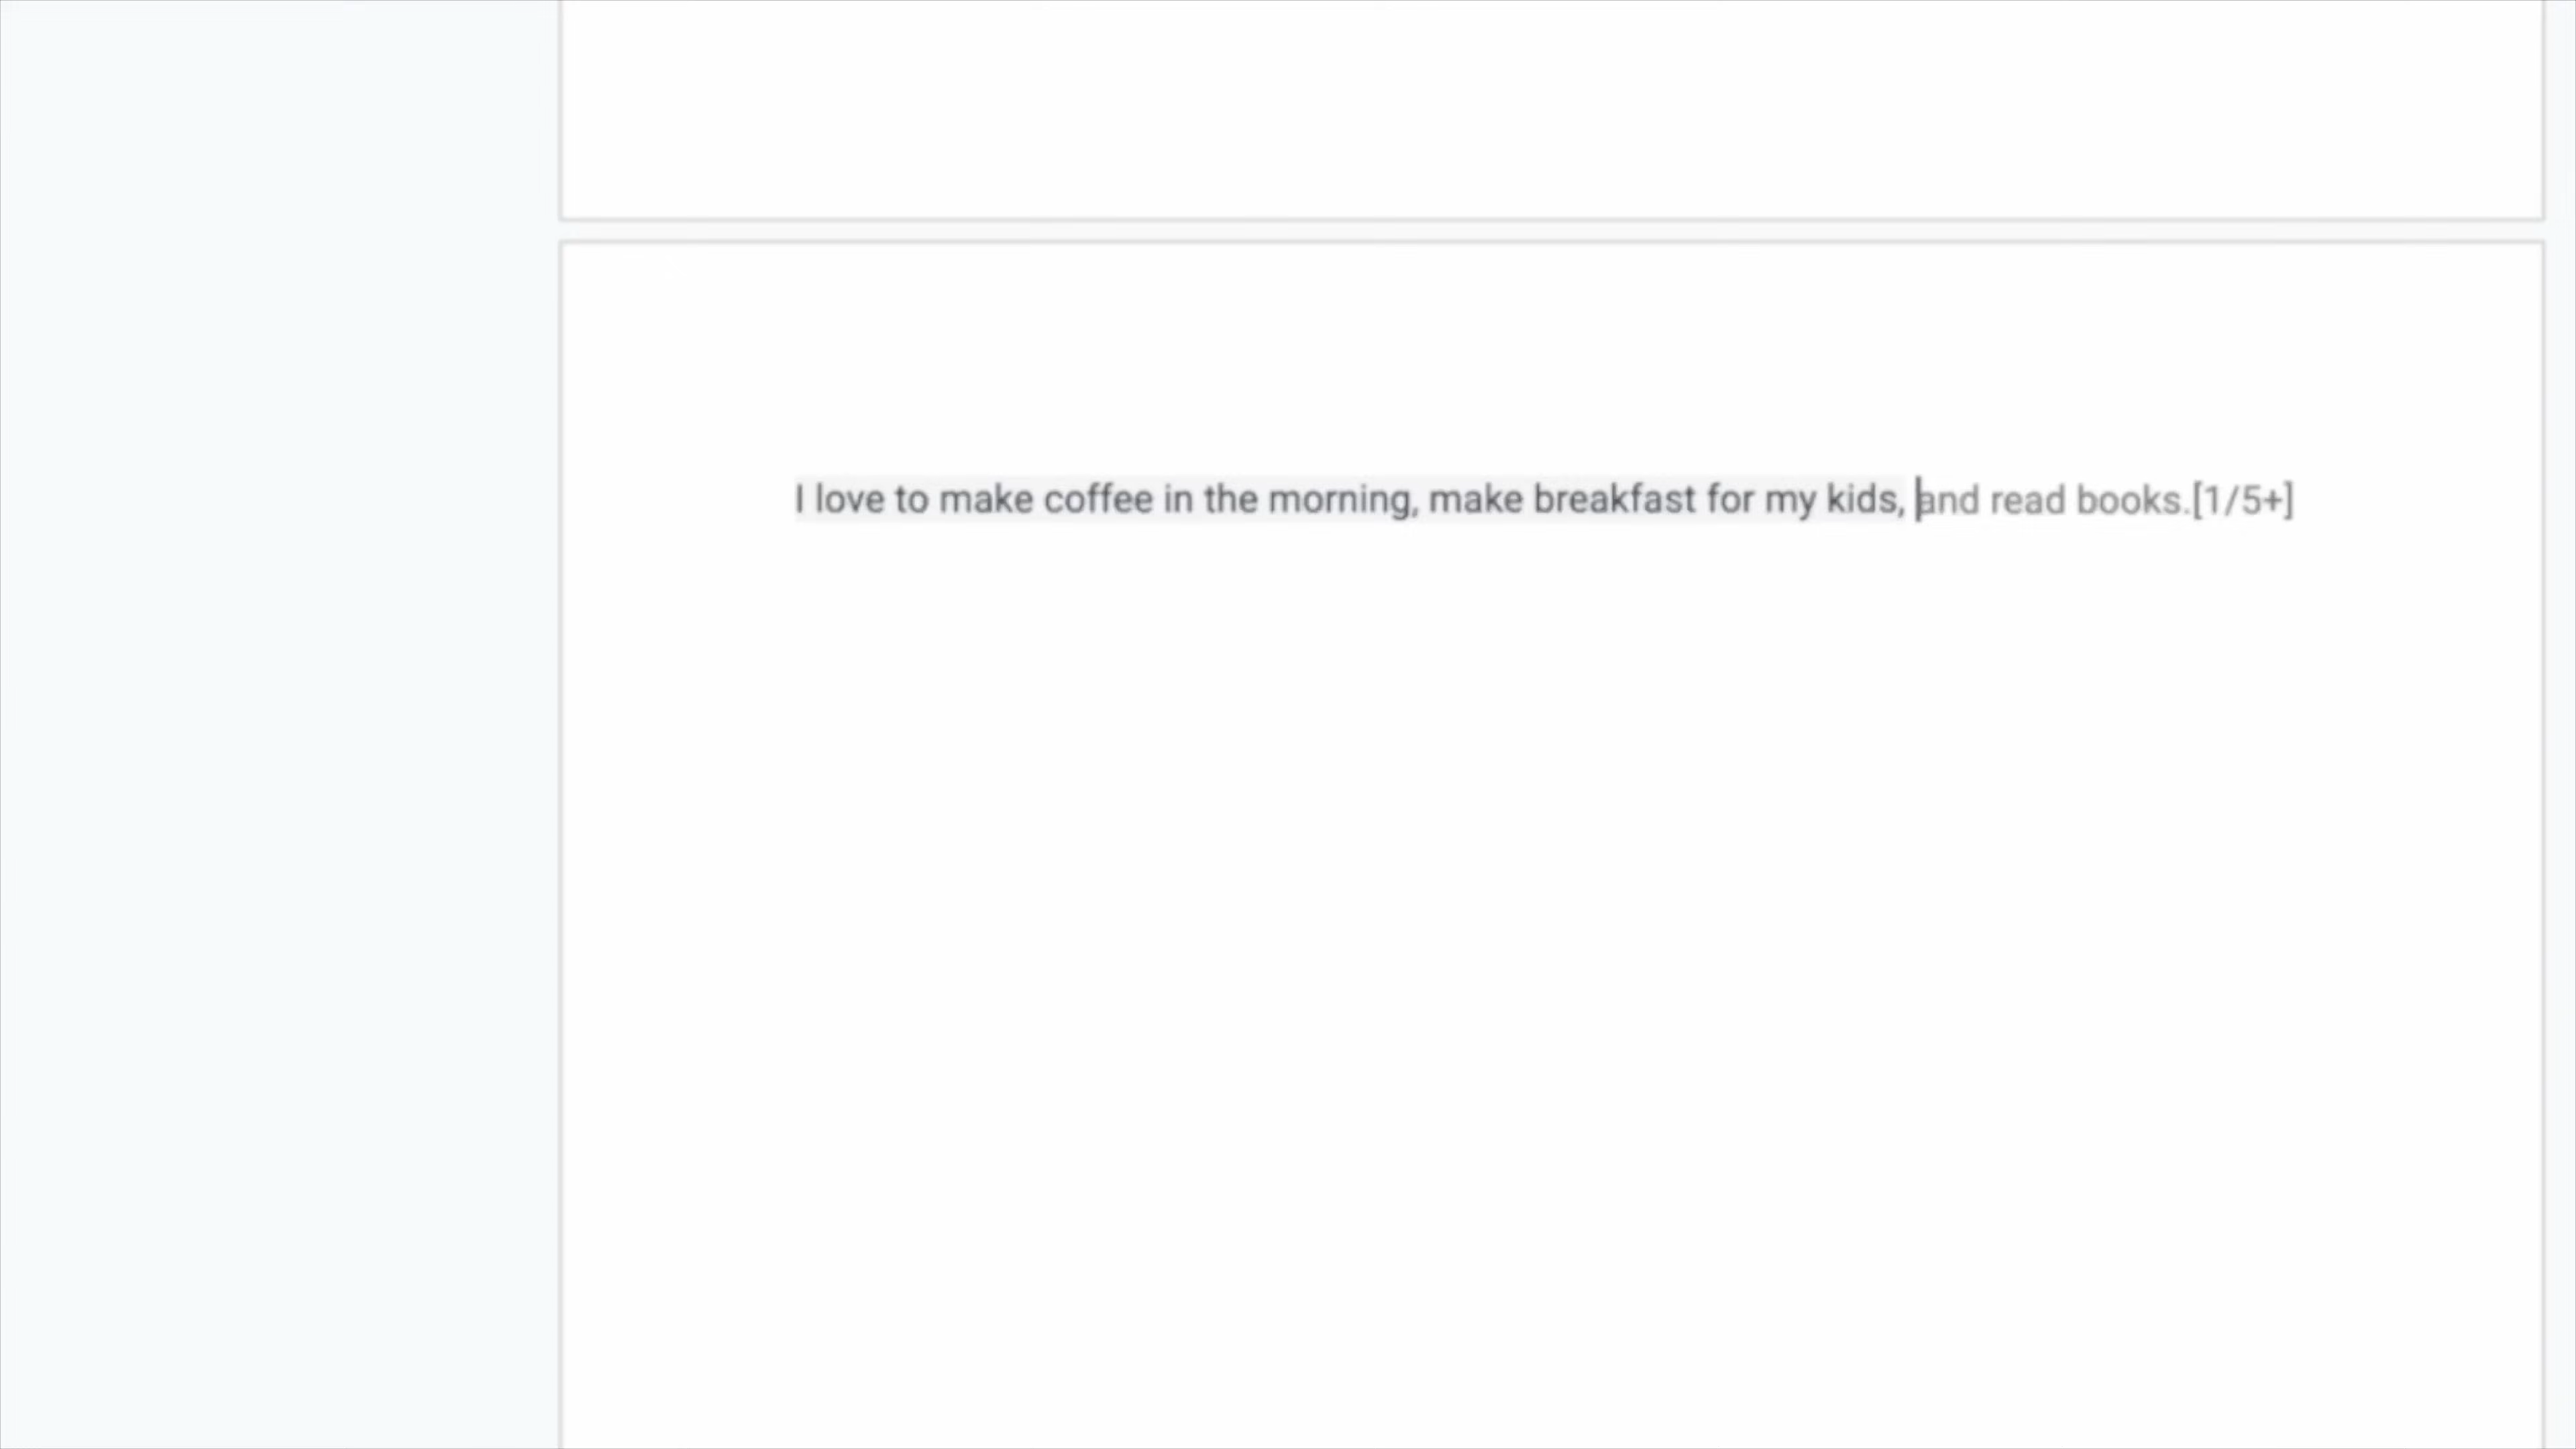 I love to make coffee in the morning, make breakfast for my kids, and read books.[1/5+]